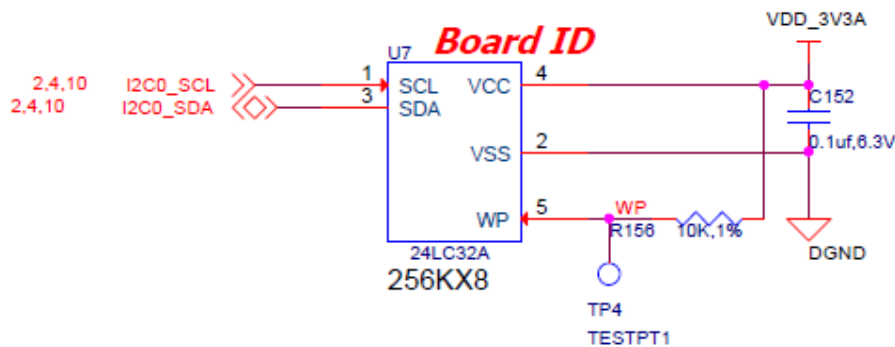 VDD_3V3A
Board ID
U7
2,4,10 I2C0_SCL 1 SCL VCC 4
2,4,10 I2C0_SDA 3 SDA
C152
0.1uf,6.3V
VSS 2
WP 5 WP
R156 10K,1%
24LC32A
256KX8
DGND
TP4
TESTPT1